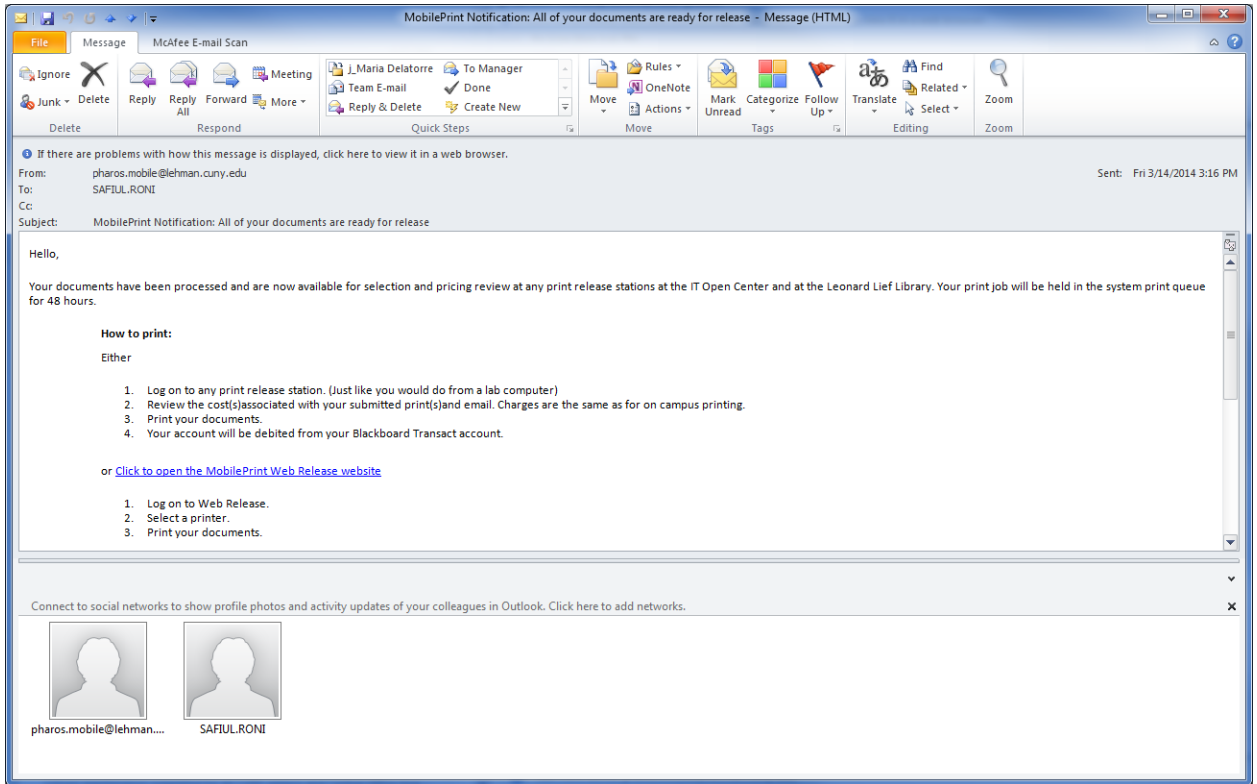 MobilePrint Notification: All of your documents are ready for release - Message (HTML)
File Message McAfee E-mail Scan
Ignore
Junk
Delete
Reply
Reply All
Forward
Meeting
More
Delete
Respond
j_Maria Delatorre To Manager
Team E-mail Done
Reply & Delete Create New
Quick Steps
Move
Rules
OneNote
Actions
Move
Mark Unread
Categorize
Follow Up
Tags
Translate
Find
Related
Select
Editing
Zoom
Zoom
If there are problems with how this message is displayed, click here to view it in a web browser.
From: pharos.mobile@lehman.cuny.edu Sent: Fri 3/14/2014 3:16 PM
To: SAFIUL.RONI
Cc:
Subject: MobilePrint Notification: All of your documents are ready for release
Hello,
Your documents have been processed and are now available for selection and pricing review at any print release stations at the IT Open Center and at the Leonard Lief Library. Your print job will be held in the system print queue
for 48 hours.
How to print:
Either
1. Log on to any print release station. (Just like you would do from a lab computer)
2. Review the cost(s)associated with your submitted print(s)and email. Charges are the same as for on campus printing.
3. Print your documents.
4. Your account will be debited from your Blackboard Transact account.
or Click to open the MobilePrint Web Release website
1. Log on to Web Release.
2. Select a printer.
3. Print your documents.
Connect to social networks to show profile photos and activity updates of your colleagues in Outlook. Click here to add networks.
pharos.mobile@lehman.... SAFIUL.RONI